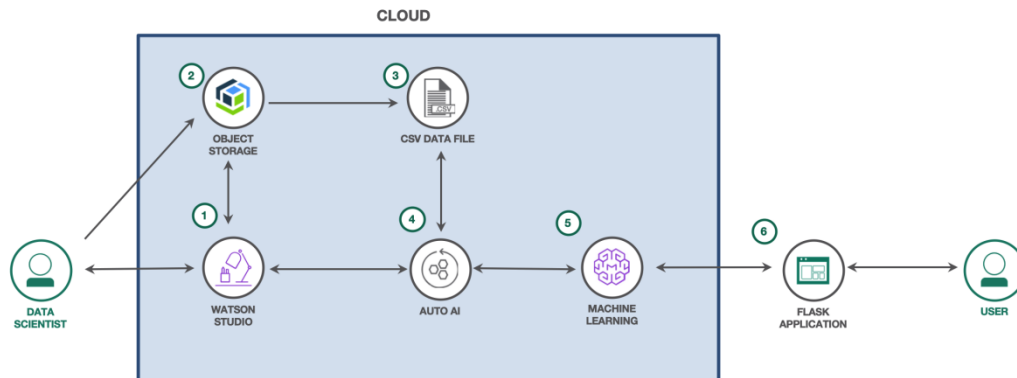 CLOUD
2
3
.CSV
OBJECT
STORAGE
CSV DATA FILE
1
4
5
6
DATA
SCIENTIST
WATSON
STUDIO
AUTO AI
MACHINE
LEARNING
FLASK
APPLICATION
USER